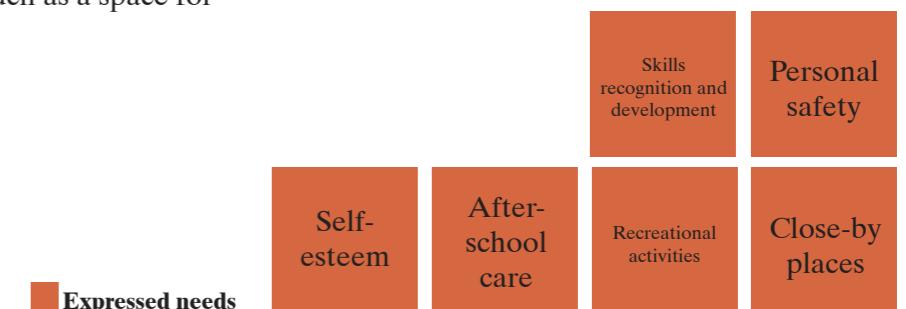 such as a space for
Skills
recognition and
development
Personal
safety
Self-
esteem
After-
school
care
Recreational
activities
Close-by
places
Expressed needs